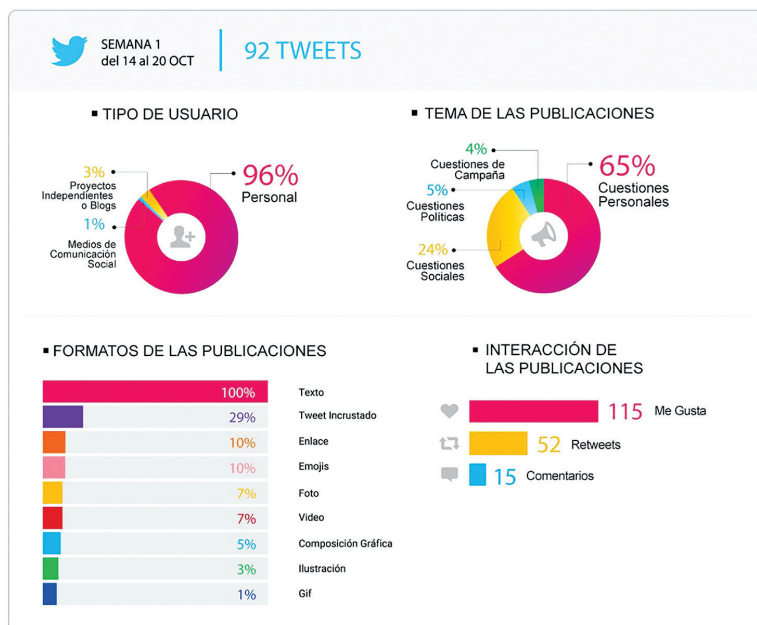 SEMANA 1
del 14 al 20 OCT
92 TWEETS
▪ TIPO DE USUARIO
3%
Proyectos
Independientes
o Blogs
1%
Medios de
Comunicación
Social
96%
Personal
▪ TEMA DE LAS PUBLICACIONES
4%
Cuestiones de
Campaña
5%
Cuestiones
Políticas
24%
Cuestiones
Sociales
65%
Cuestiones
Personales
▪ FORMATOS DE LAS PUBLICACIONES
100% Texto
29% Tweet Incrustado
10% Enlace
10% Emojis
7% Foto
7% Video
5% Composición Gráfica
3% Ilustración
1% Gif
▪ INTERACCIÓN DE
LAS PUBLICACIONES
115 Me Gusta
52 Retweets
15 Comentarios